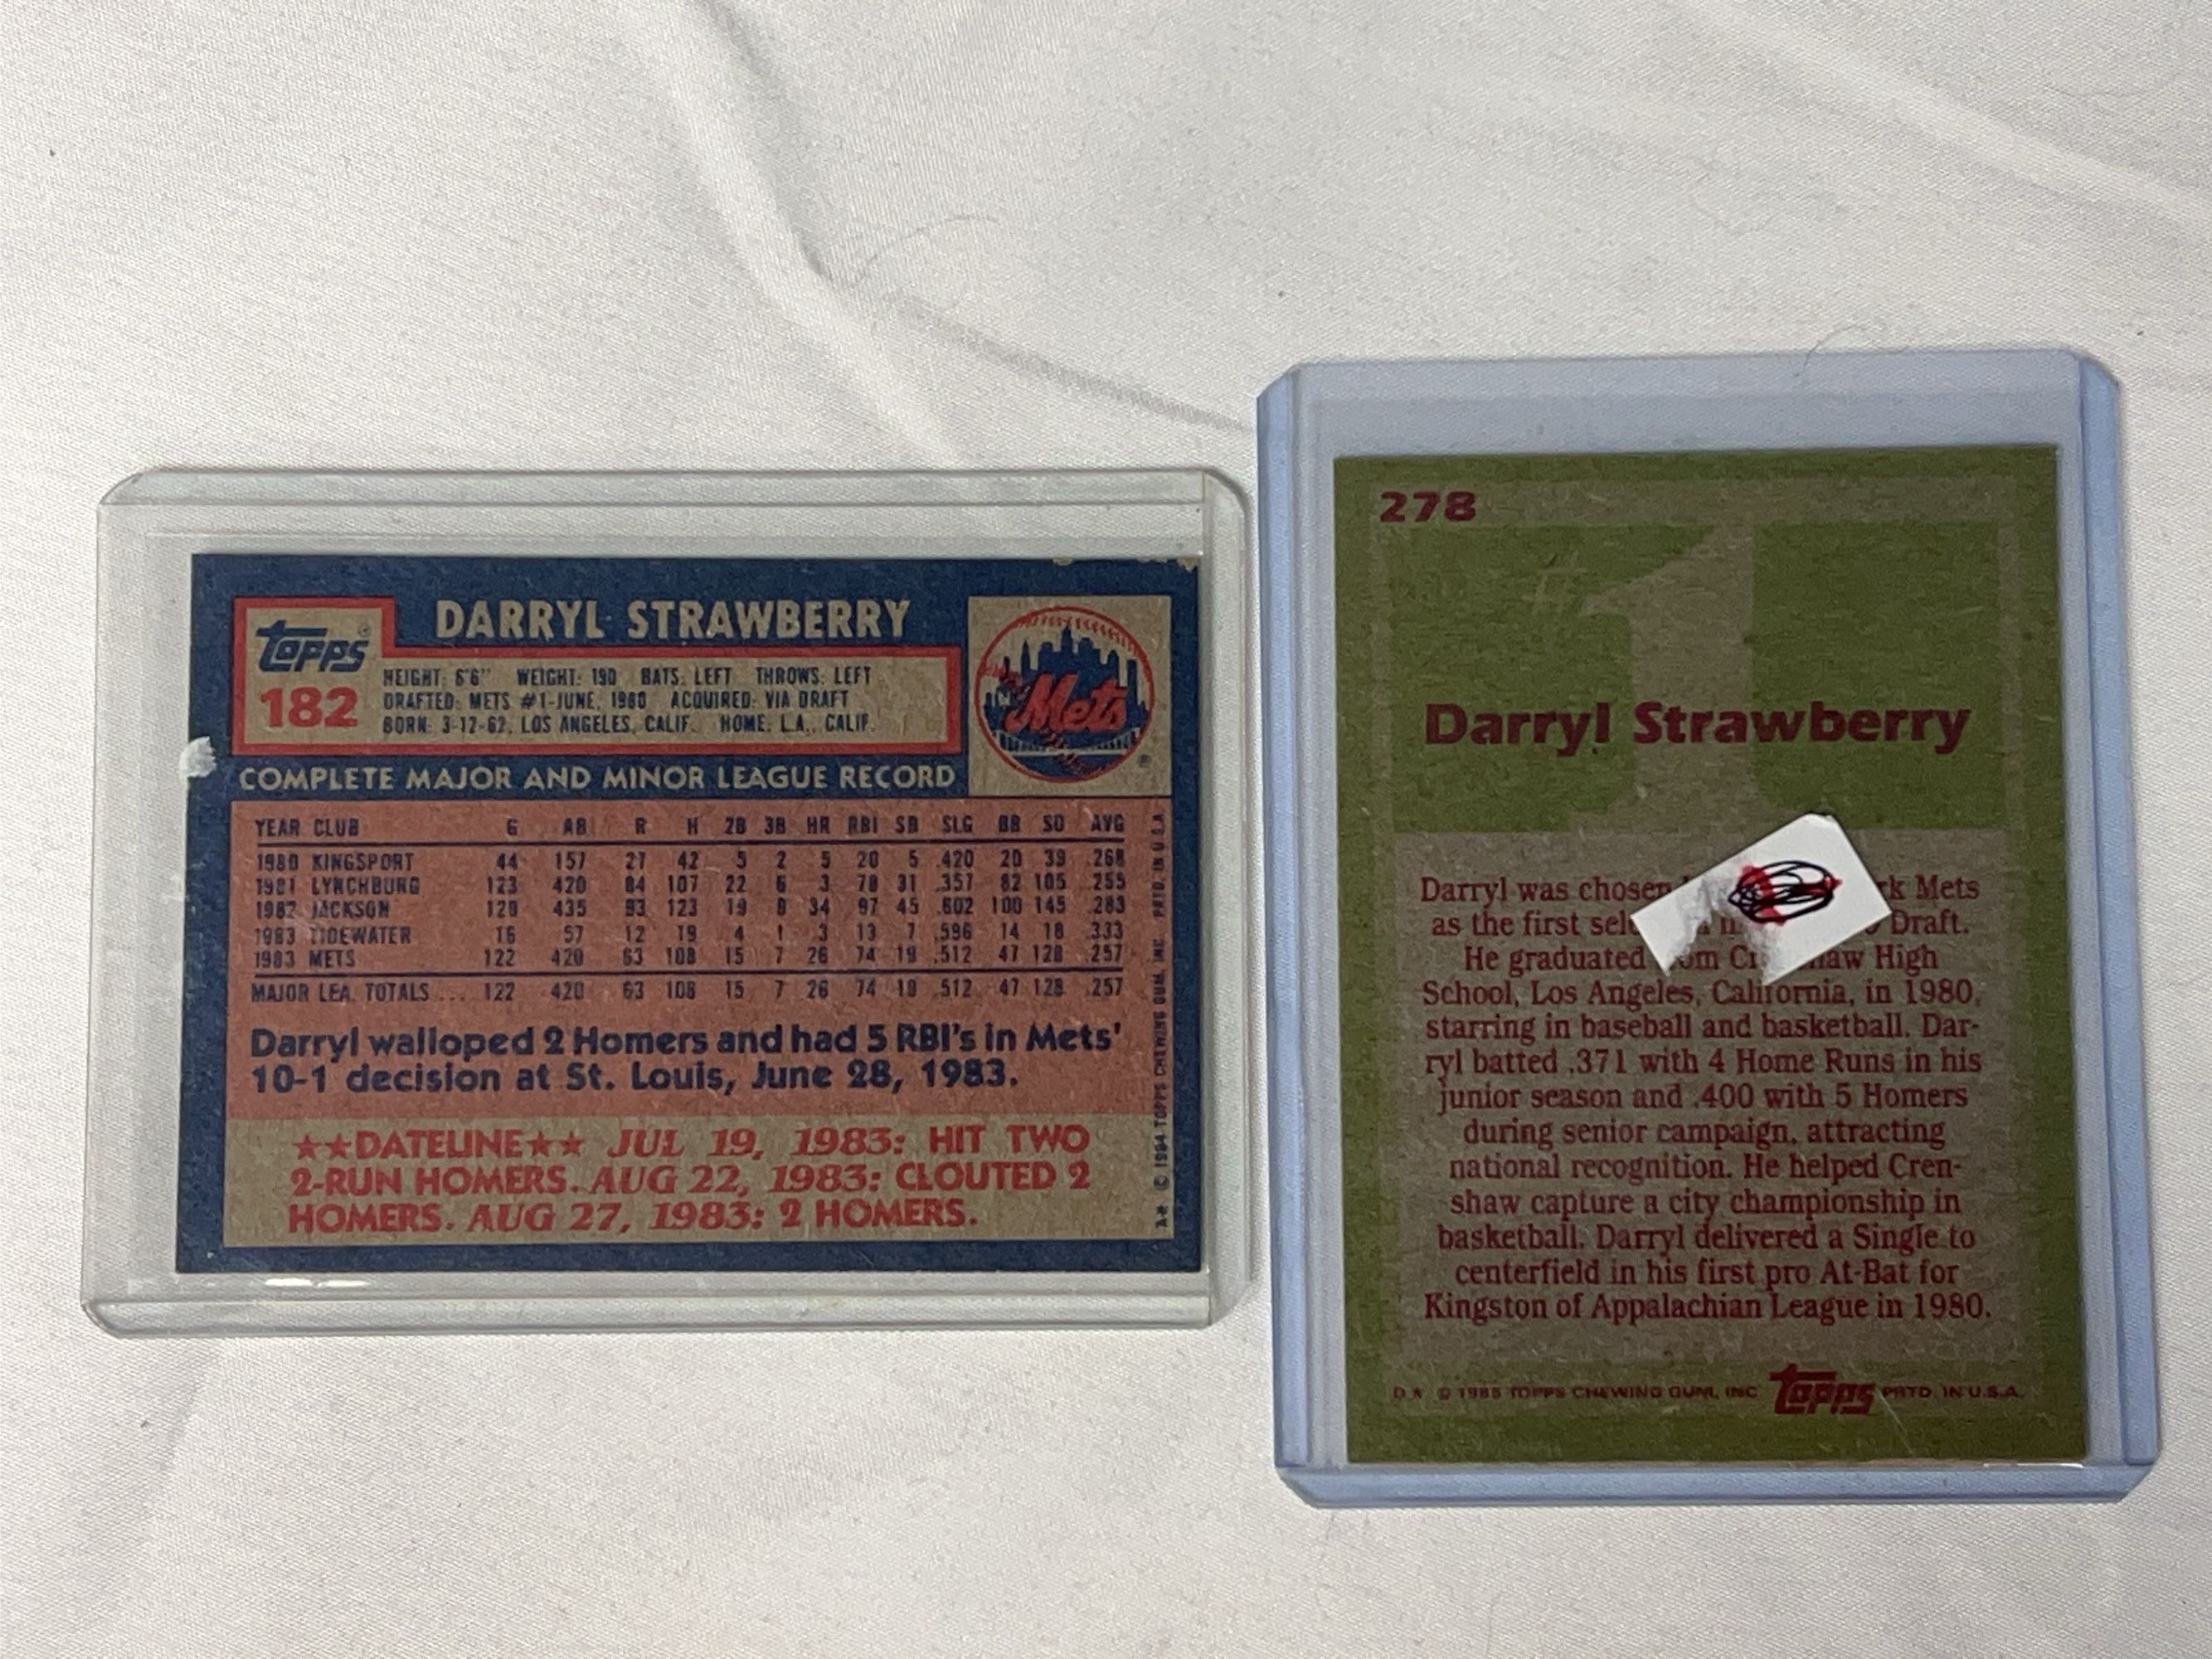 DARRYL STRAWBERRY
Topps
182
HEIGHT: 6'6" WEIGHT: 190 BATS: LEFT THROWS: LEFT
DRAFTED: METS #1-JUNE, 1980 ACQUIRED: VIA DRAFT
BORN: 3-12-62, LOS ANGELES, CALIF. HOME: L.A., CALIF.
Mets
COMPLETE MAJOR AND MINOR LEAGUE RECORD
YEAR CLUB G AB R H 2B 3B HR RBI SB SLG BB SO AVG
1980 KINGSPORT 44 157 27 42 5 2 5 20 5 .420 20 39 .268
1981 LYNCHBURG 123 420 84 107 22 6 3 78 31 .357 82 105 .255
1982 JACKSON 129 435 93 123 19 9 34 97 45 .602 100 145 .283
1983 TIDEWATER 16 57 12 19 4 1 3 13 7 .596 14 18 .333
1983 METS 122 420 63 108 15 7 26 74 19 .512 47 128 .257
MAJOR LEA. TOTALS ... 122 420 63 108 15 7 26 74 19 .512 47 128 .257
Darryl walloped 2 Homers and had 5 RBI's in Mets'
10-1 decision at St. Louis, June 28, 1983.
★★DATELINE★★ JUL 19, 1983: HIT TWO
2-RUN HOMERS. AUG 22, 1983: CLOUTED 2
HOMERS. AUG 27, 1983: 2 HOMERS.
© 1984 TOPPS CHEWING GUM, INC. PRTD. IN U.S.A.
278
#1
Darryl Strawberry
Darryl was chosen rk Mets
as the first Draft.
He graduated High
School, Los Angeles, California, in 1980,
starring in baseball and basketball. Dar-
ryl batted .371 with 4 Home Runs in his
junior season and .400 with 5 Homers
during senior campaign, attracting
national recognition. He helped Cren-
shaw capture a city championship in
basketball. Darryl delivered a Single to
centerfield in his first pro At-Bat for
Kingston of Appalachian League in 1980.
D★ © 1985 TOPPS CHEWING GUM, INC Topps PRTD. IN U.S.A.